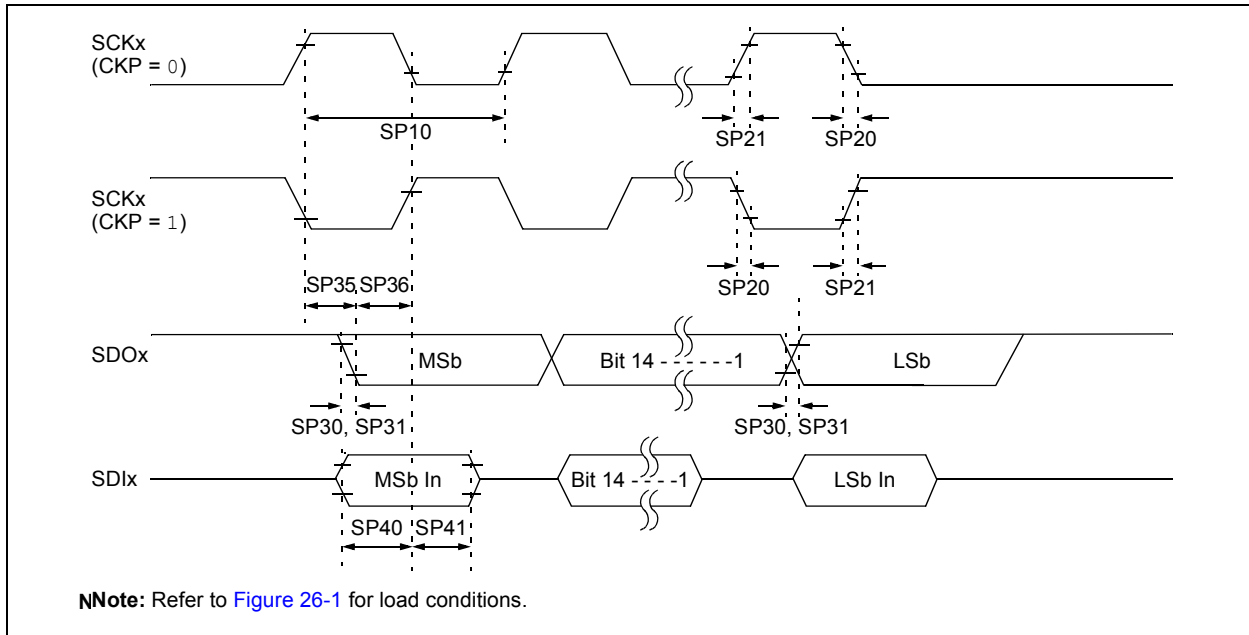 SCKx
(CKP = 0)
SP10
SP21
SP20
SCKx
(CKP = 1)
SP35
SP36
SP20
SP21
SDOx
MSb
Bit 14 - - - - - -1
LSb
SP30, SP31
SP30, SP31
SDIx
MSb In
Bit 14 - - - - -1
LSb In
SP40
SP41
NNote: Refer to Figure 26-1 for load conditions.